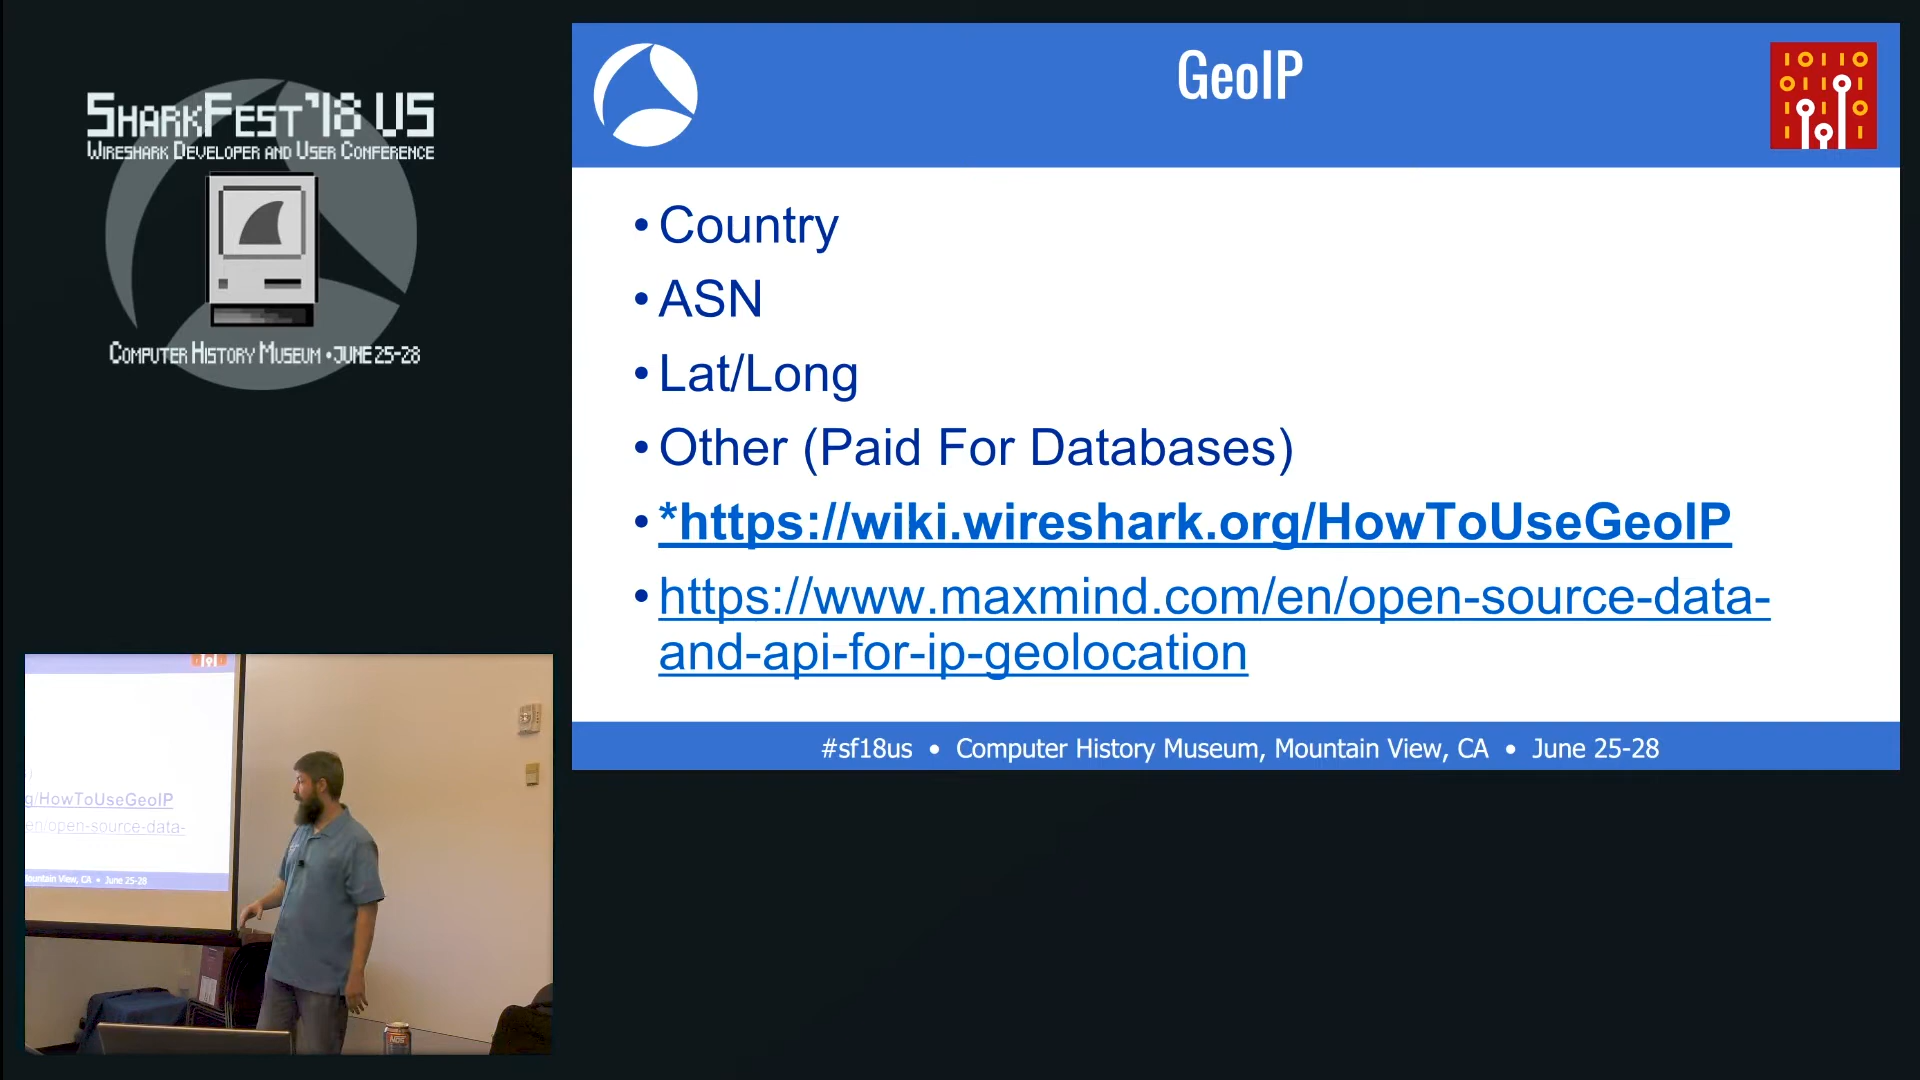 SHARKFEST'18 US
WIRESHARK DEVELOPER AND USER CONFERENCE
COMPUTER HISTORY MUSEUM • JUNE 25-28
GeoIP
• Country
• ASN
• Lat/Long
• Other (Paid For Databases)
• *https://wiki.wireshark.org/HowToUseGeoIP
• https://www.maxmind.com/en/open-source-data-
and-api-for-ip-geolocation
#sf18us • Computer History Museum, Mountain View, CA • June 25-28
g/HowToUseGeoIP
en/open-source-data-
ountain View, CA • June 25-28
NOS